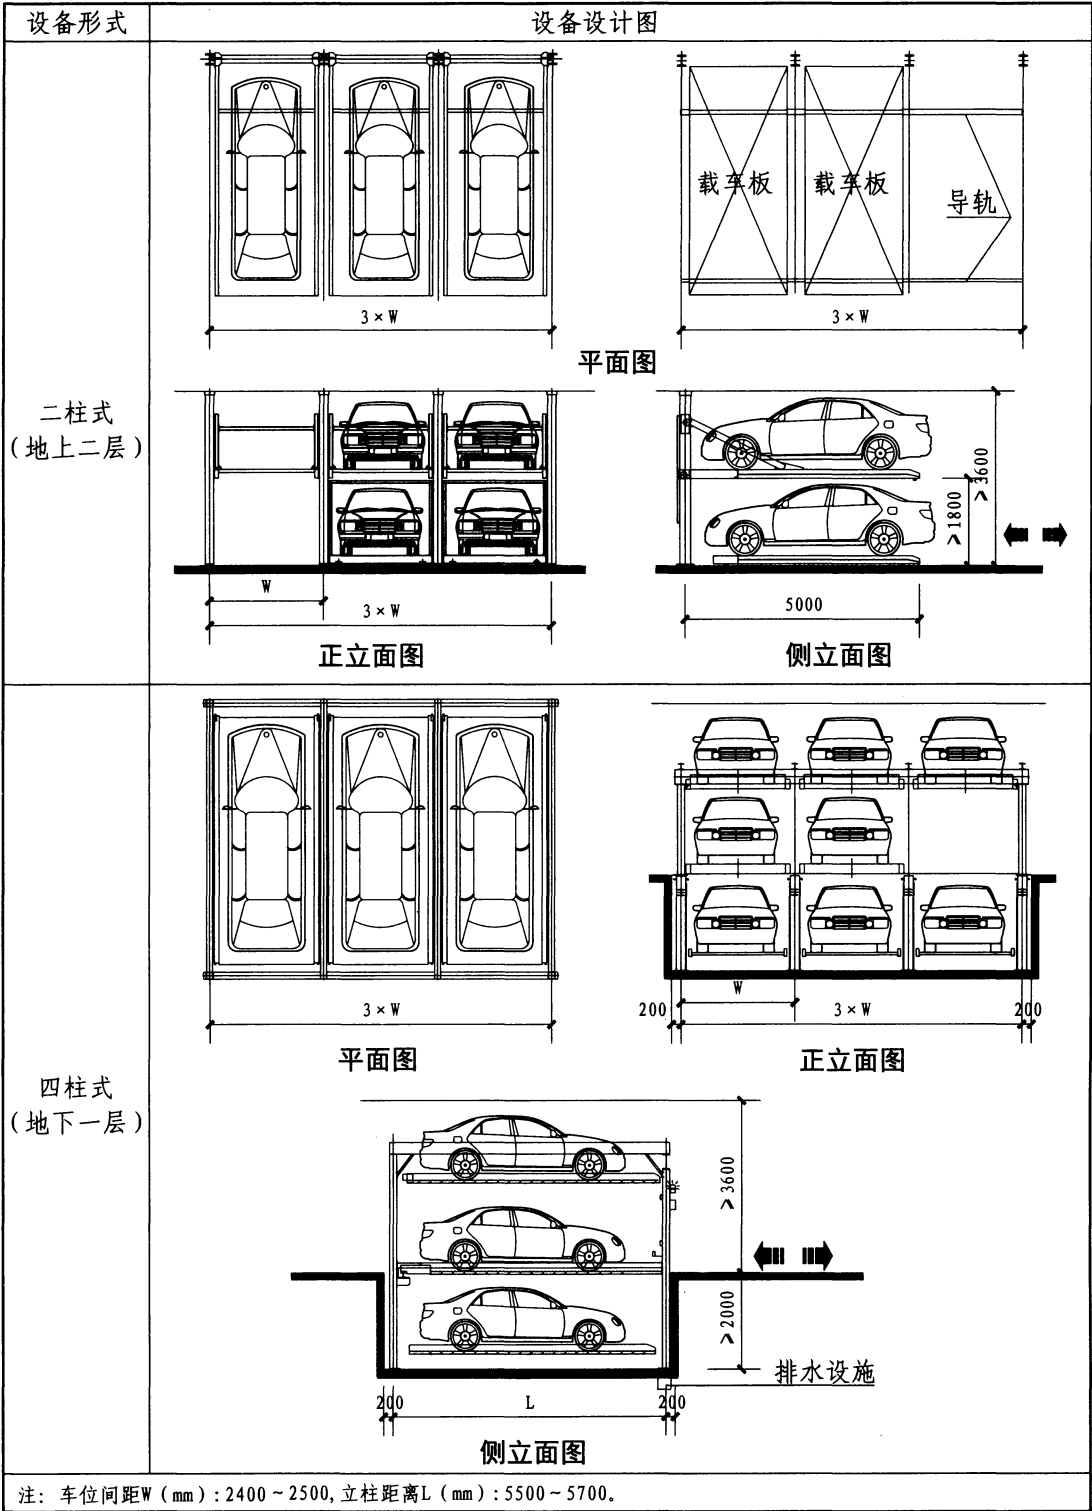 设备形式 设备设计图
载车板 载车板
导轨
3×W 3×W
平面图
二柱式
(地上二层)
≥1800
≥3600
W
3×W
5000
正立面图 侧立面图
3×W
平面图
W
200 3×W 200
正立面图
四柱式
(地下一层)
≥3600
≥2000
排水设施
200 L 200
侧立面图
注: 车位间距W(mm):2400~2500,立柱距离L(mm):5500~5700。